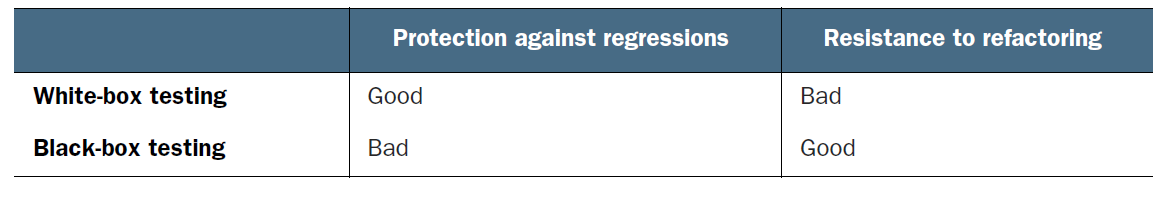 Protection against regressions Resistance to refactoring
White-box testing Good Bad
Black-box testing Bad Good